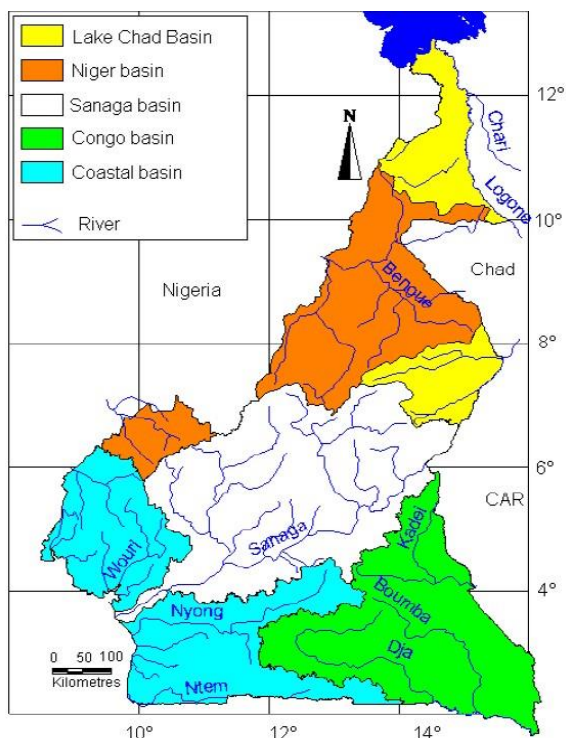 Lake Chad Basin
Niger basin
Sanaga basin
Congo basin
Coastal basin
River
N
12°
Chari
Logone
10°
Chad
Nigeria
Bengue
8°
6°
CAR
Kadei
Sanaga
Wouri
4°
Boumba
Nyong
Dja
0 50 100
Kilometres
Ntem
10° 12° 14°